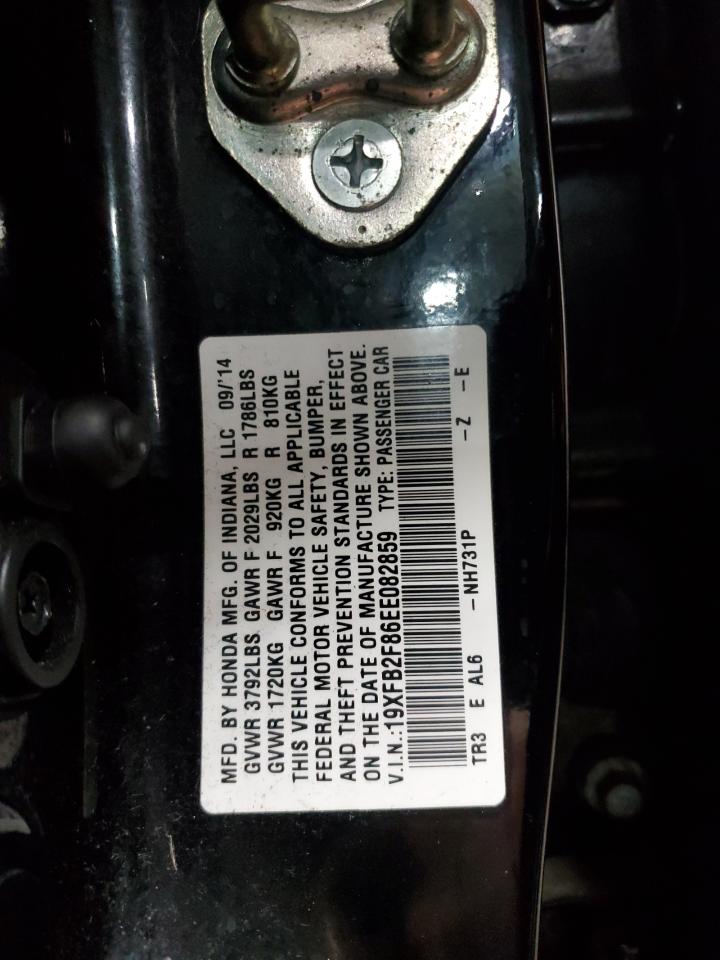 MFD. BY HONDA MFG. OF INDIANA, LLC 09/'14
GVWR 3792LBS GAWR F 2029LBS R 1786LBS
GVWR 1720KG GAWR F 920KG R 810KG
THIS VEHICLE CONFORMS TO ALL APPLICABLE
FEDERAL MOTOR VEHICLE SAFETY, BUMPER,
AND THEFT PREVENTION STANDARDS IN EFFECT
ON THE DATE OF MANUFACTURE SHOWN ABOVE.
V.I.N.:19XFB2F86EE082859 TYPE: PASSENGER CAR
TR3 E AL6 -NH731P -Z -E